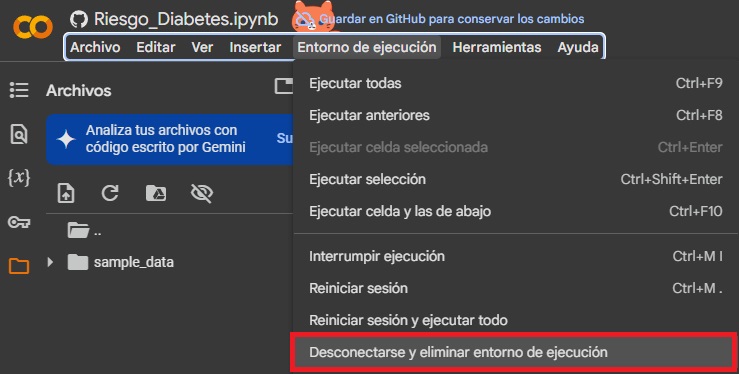 Riesgo_Diabetes.ipynb
Guardar en GitHub para conservar los cambios
Archivo Editar Ver Insertar Entorno de ejecución Herramientas Ayuda
Archivos
Analiza tus archivos con
código escrito por Gemini
Su
{x}
..
sample_data
Ejecutar todas Ctrl+F9
Ejecutar anteriores Ctrl+F8
Ejecutar celda seleccionada Ctrl+Enter
Ejecutar selección Ctrl+Shift+Enter
Ejecutar celda y las de abajo Ctrl+F10
Interrumpir ejecución Ctrl+M I
Reiniciar sesión Ctrl+M .
Reiniciar sesión y ejecutar todo
Desconectarse y eliminar entorno de ejecución